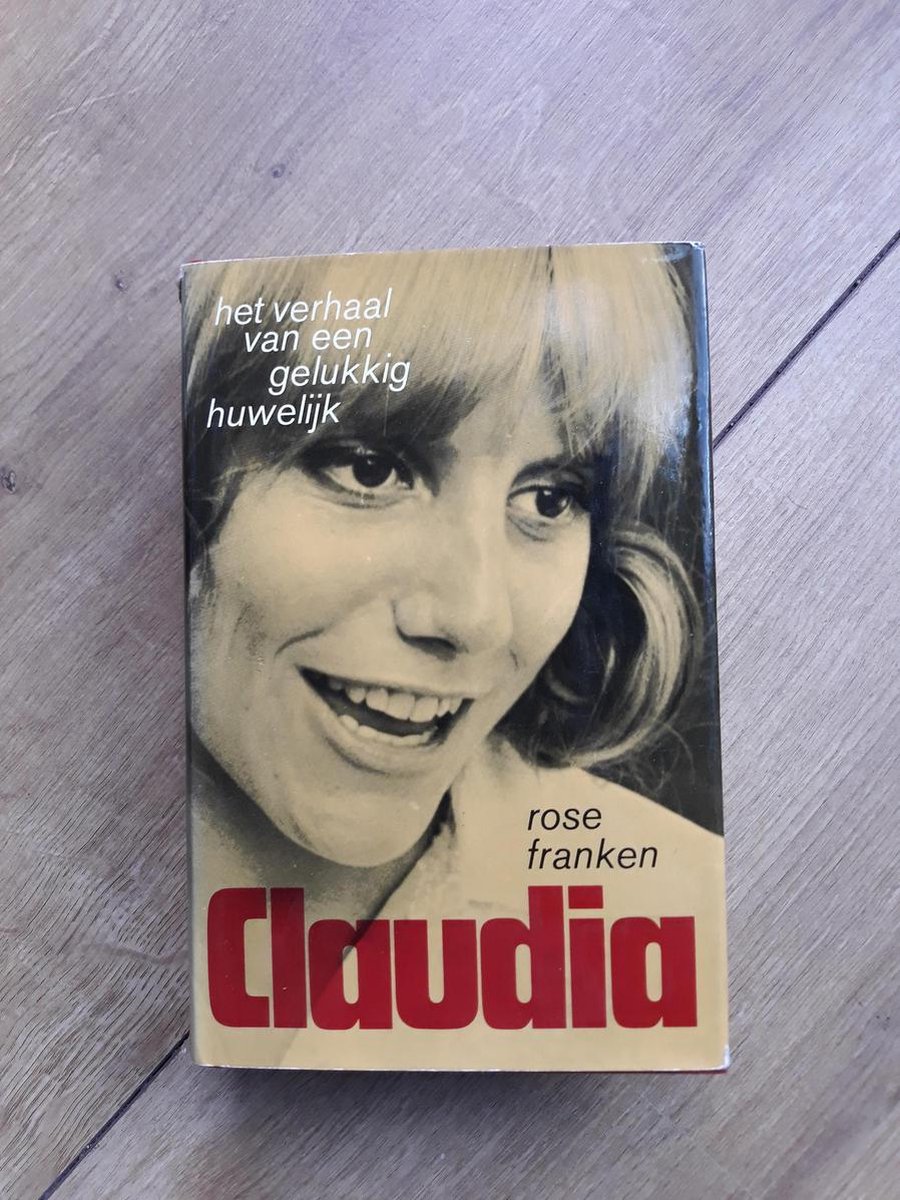 het verhaal
van een
gelukkig
huwelijk
rose
franken
Claudia